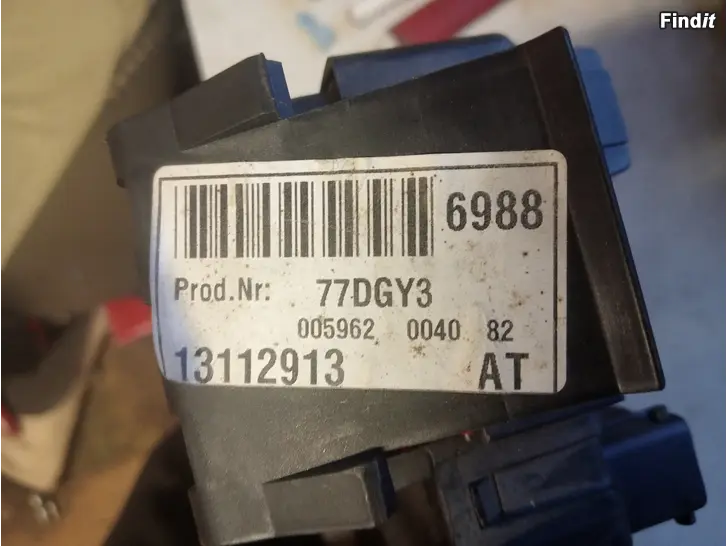 Findit
6988
Prod.Nr: 77DGY3
005962 0040 82
13112913 AT